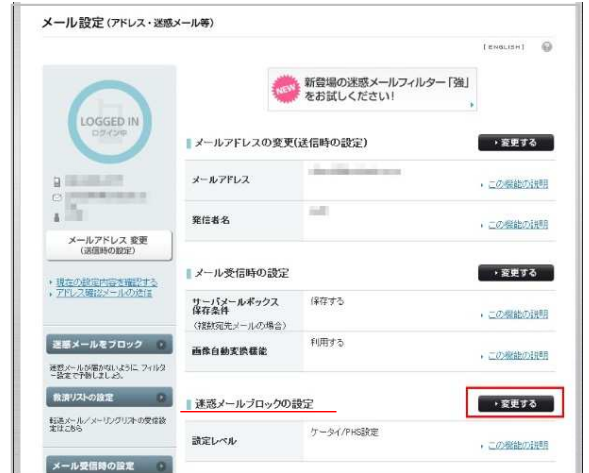 メール設定(アドレス・迷惑メール等)
[ENGLISH]
?
NEW
新登場の迷惑メールフィルター「強」
をお試しください!
LOGGED IN
ログイン中
メールアドレス 変更
(送信時の設定)
現在の設定内容を確認する
アドレス確認メールの送信
迷惑メールをブロック
迷惑メールが届かないように、フィルタ
ー設定で予防しましょう。
救済リストの設定
転送メール/メーリングリストの受信設
定はこちら
メール受信時の設定
メールアドレスの変更(送信時の設定)
変更する
メールアドレス
この機能の説明
発信者名
この機能の説明
メール受信時の設定
変更する
サーバメールボックス
保存条件
(複数宛先メールの場合)
保存する
この機能の説明
画像自動変換機能
利用する
この機能の説明
迷惑メールブロックの設定
変更する
設定レベル
ケータイ/PHS設定
この機能の説明